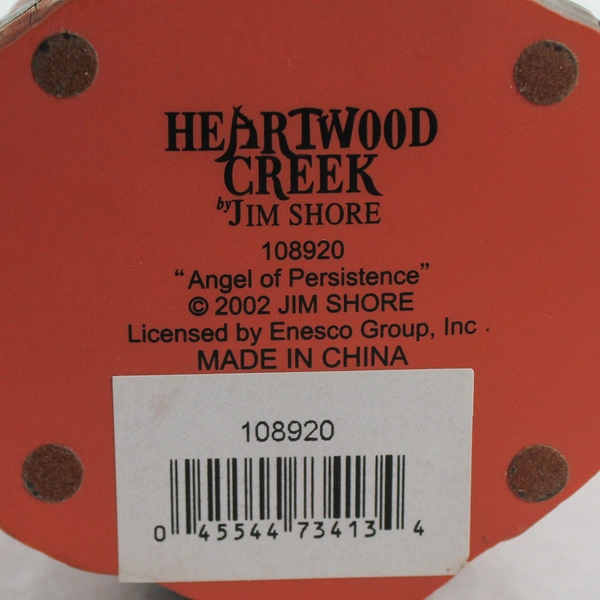 HEARTWOOD
CREEK
by JIM SHORE
108920
“Angel of Persistence”
© 2002 JIM SHORE
Licensed by Enesco Group, Inc .
MADE IN CHINA
108920
0 45544 73413 4